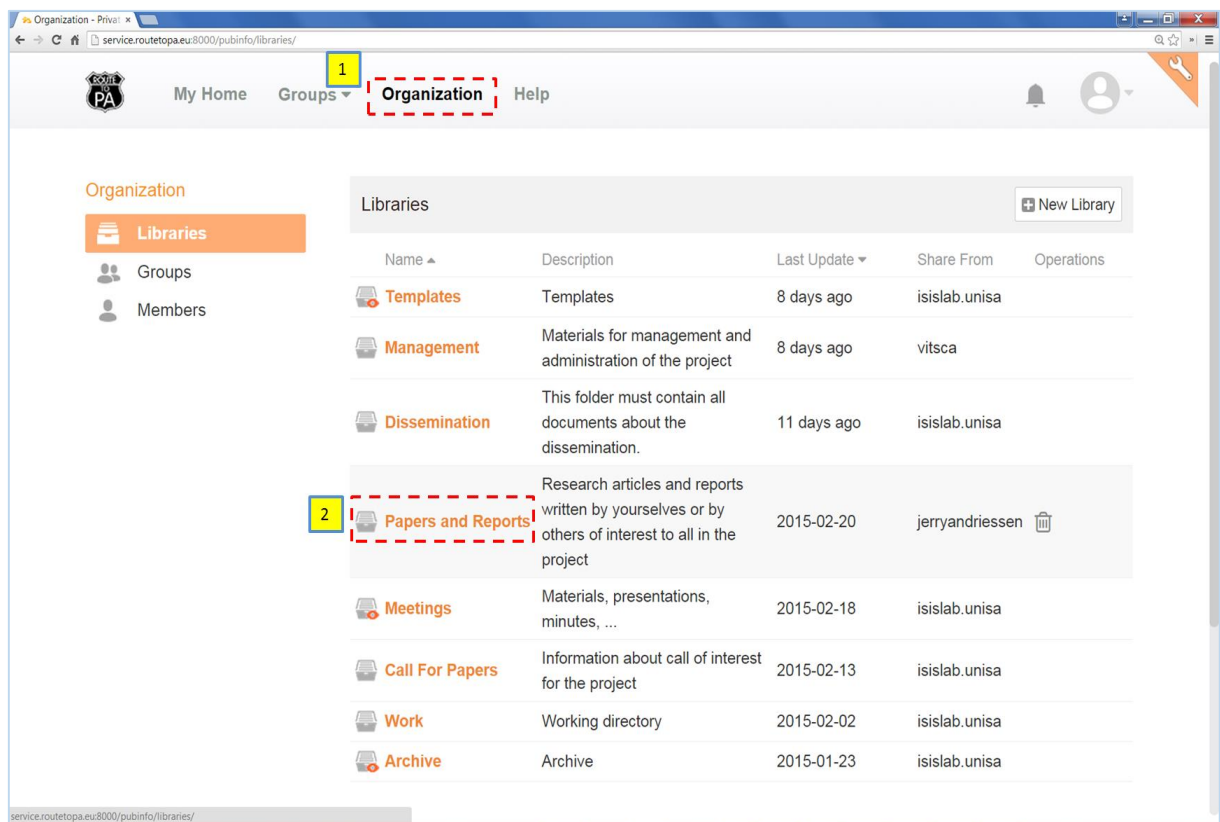 Organization - Privat ×
service.routetopa.eu:8000/pubinfo/libraries/
1
ROUTE TO PA My Home Groups Organization Help
Organization
Libraries
Groups
Members
Libraries New Library
Name Description Last Update Share From Operations
Templates Templates 8 days ago isislab.unisa
Materials for management and
Management 8 days ago vitsca
administration of the project
This folder must contain all
Dissemination documents about the 11 days ago isislab.unisa
dissemination.
Research articles and reports
2 Papers and Reports written by yourselves or by 2015-02-20 jerryandriessen
others of interest to all in the
project
Materials, presentations,
Meetings 2015-02-18 isislab.unisa
minutes, ...
Information about call of interest
Call For Papers 2015-02-13 isislab.unisa
for the project
Work Working directory 2015-02-02 isislab.unisa
Archive Archive 2015-01-23 isislab.unisa
service.routetopa.eu:8000/pubinfo/libraries/